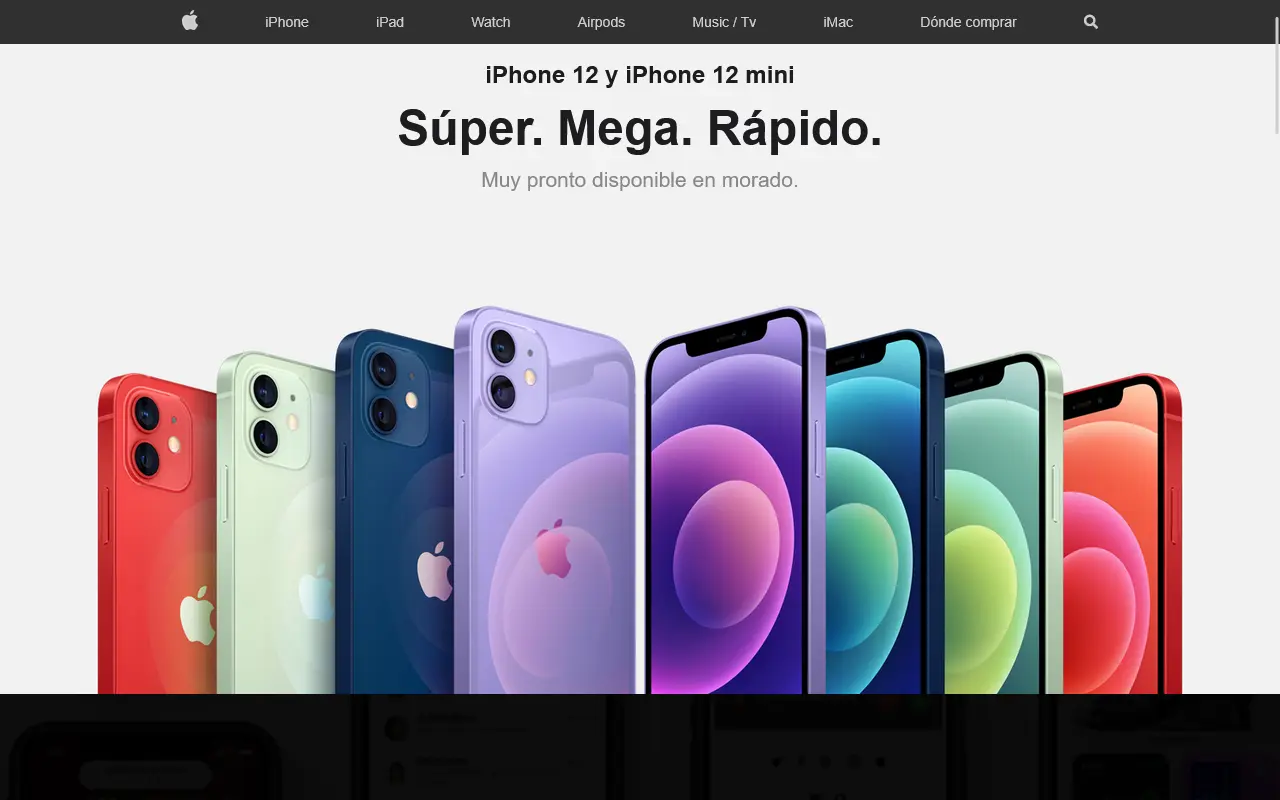 iPhone iPad Watch Airpods Music / Tv iMac Dónde comprar
iPhone 12 y iPhone 12 mini
Súper. Mega. Rápido.
Muy pronto disponible en morado.